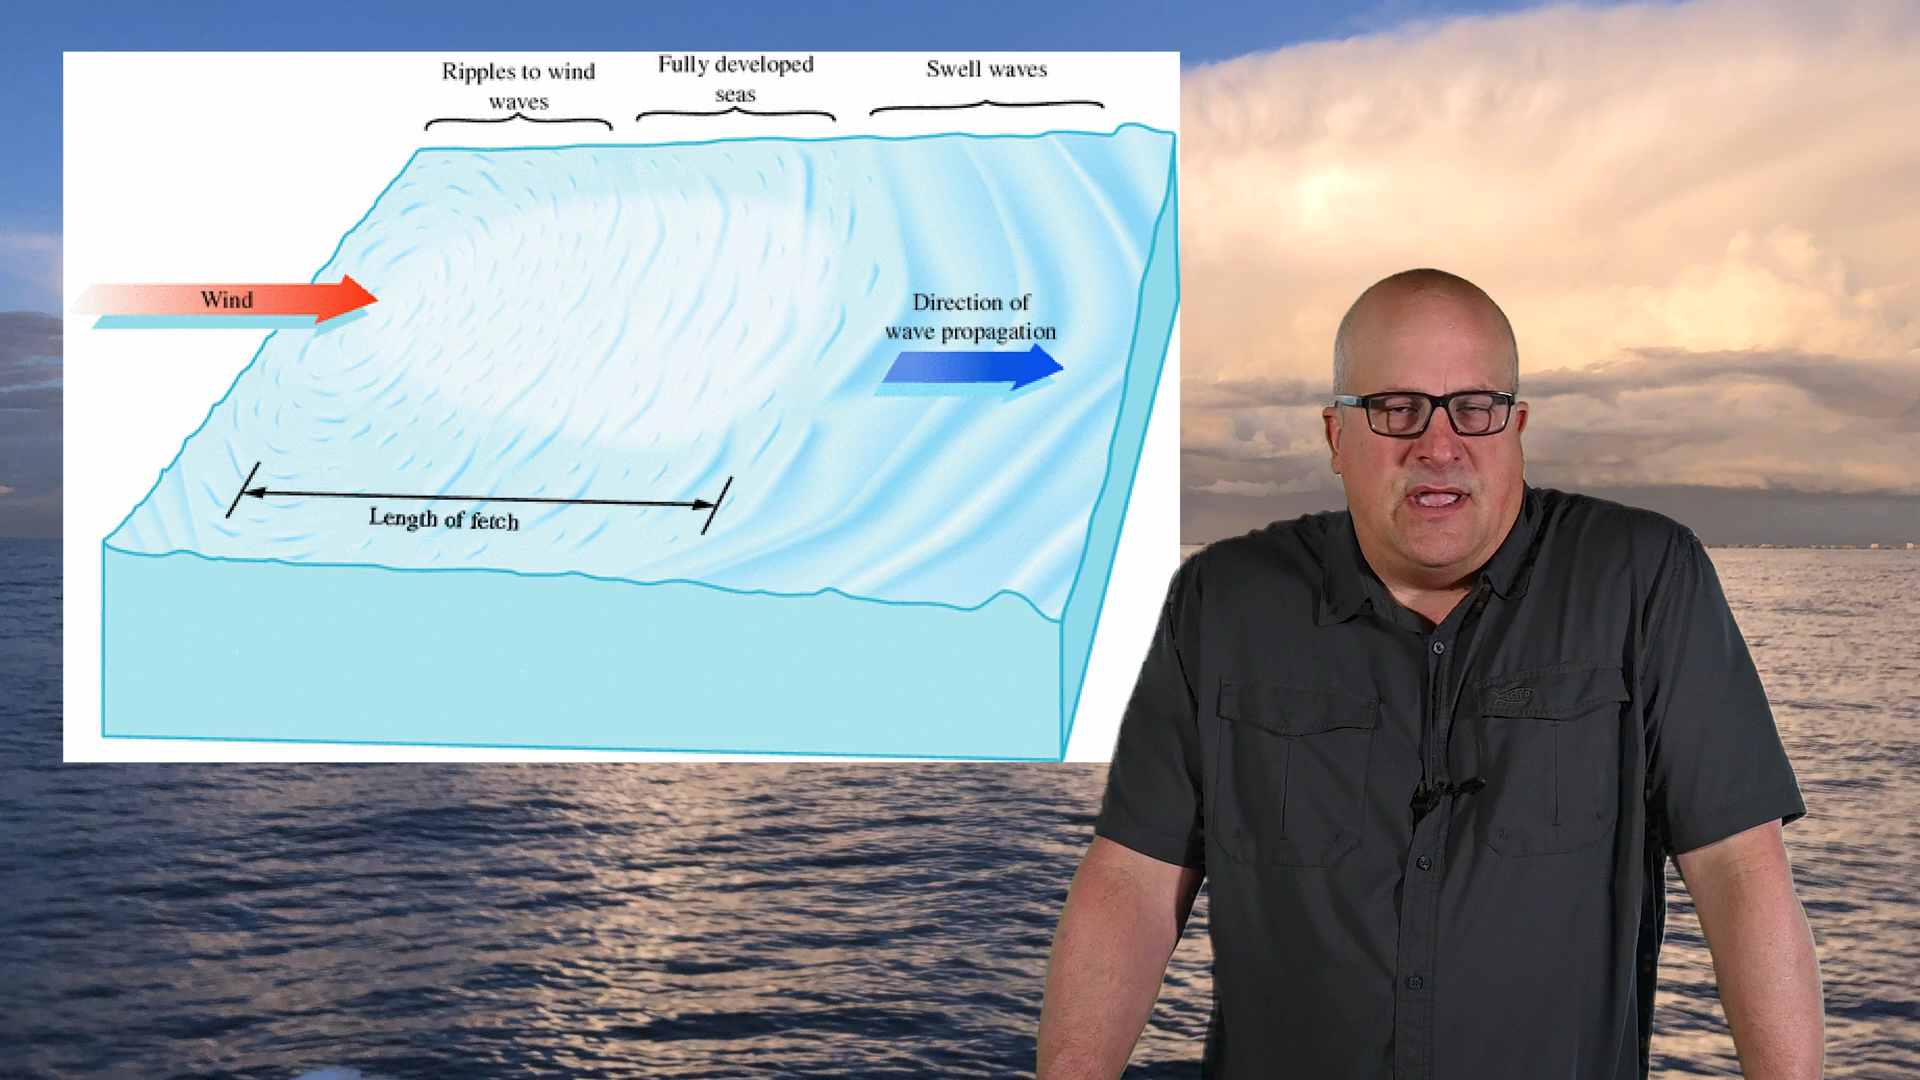 Ripples to wind
waves
Fully developed
seas
Swell waves
Wind
Direction of
wave propagation
Length of fetch